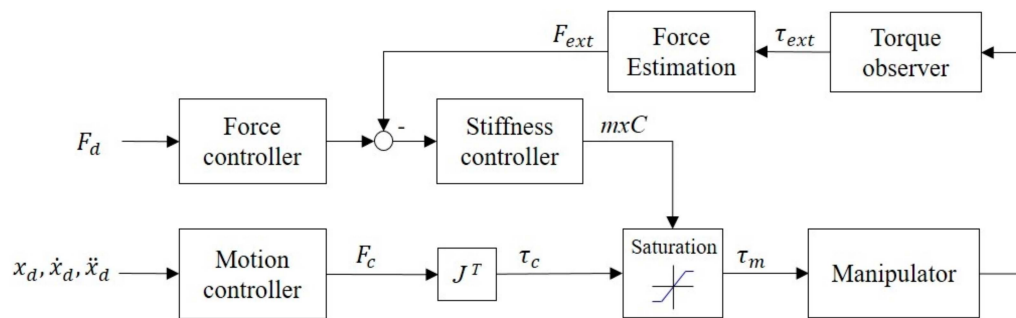 F_ext
Force
Estimation
τ_ext
Torque
observer
F_d
Force
controller
-
Stiffness
controller
mxC
x_d, ẋ_d, ẍ_d
Motion
controller
F_c
J^T
τ_c
Saturation
τ_m
Manipulator